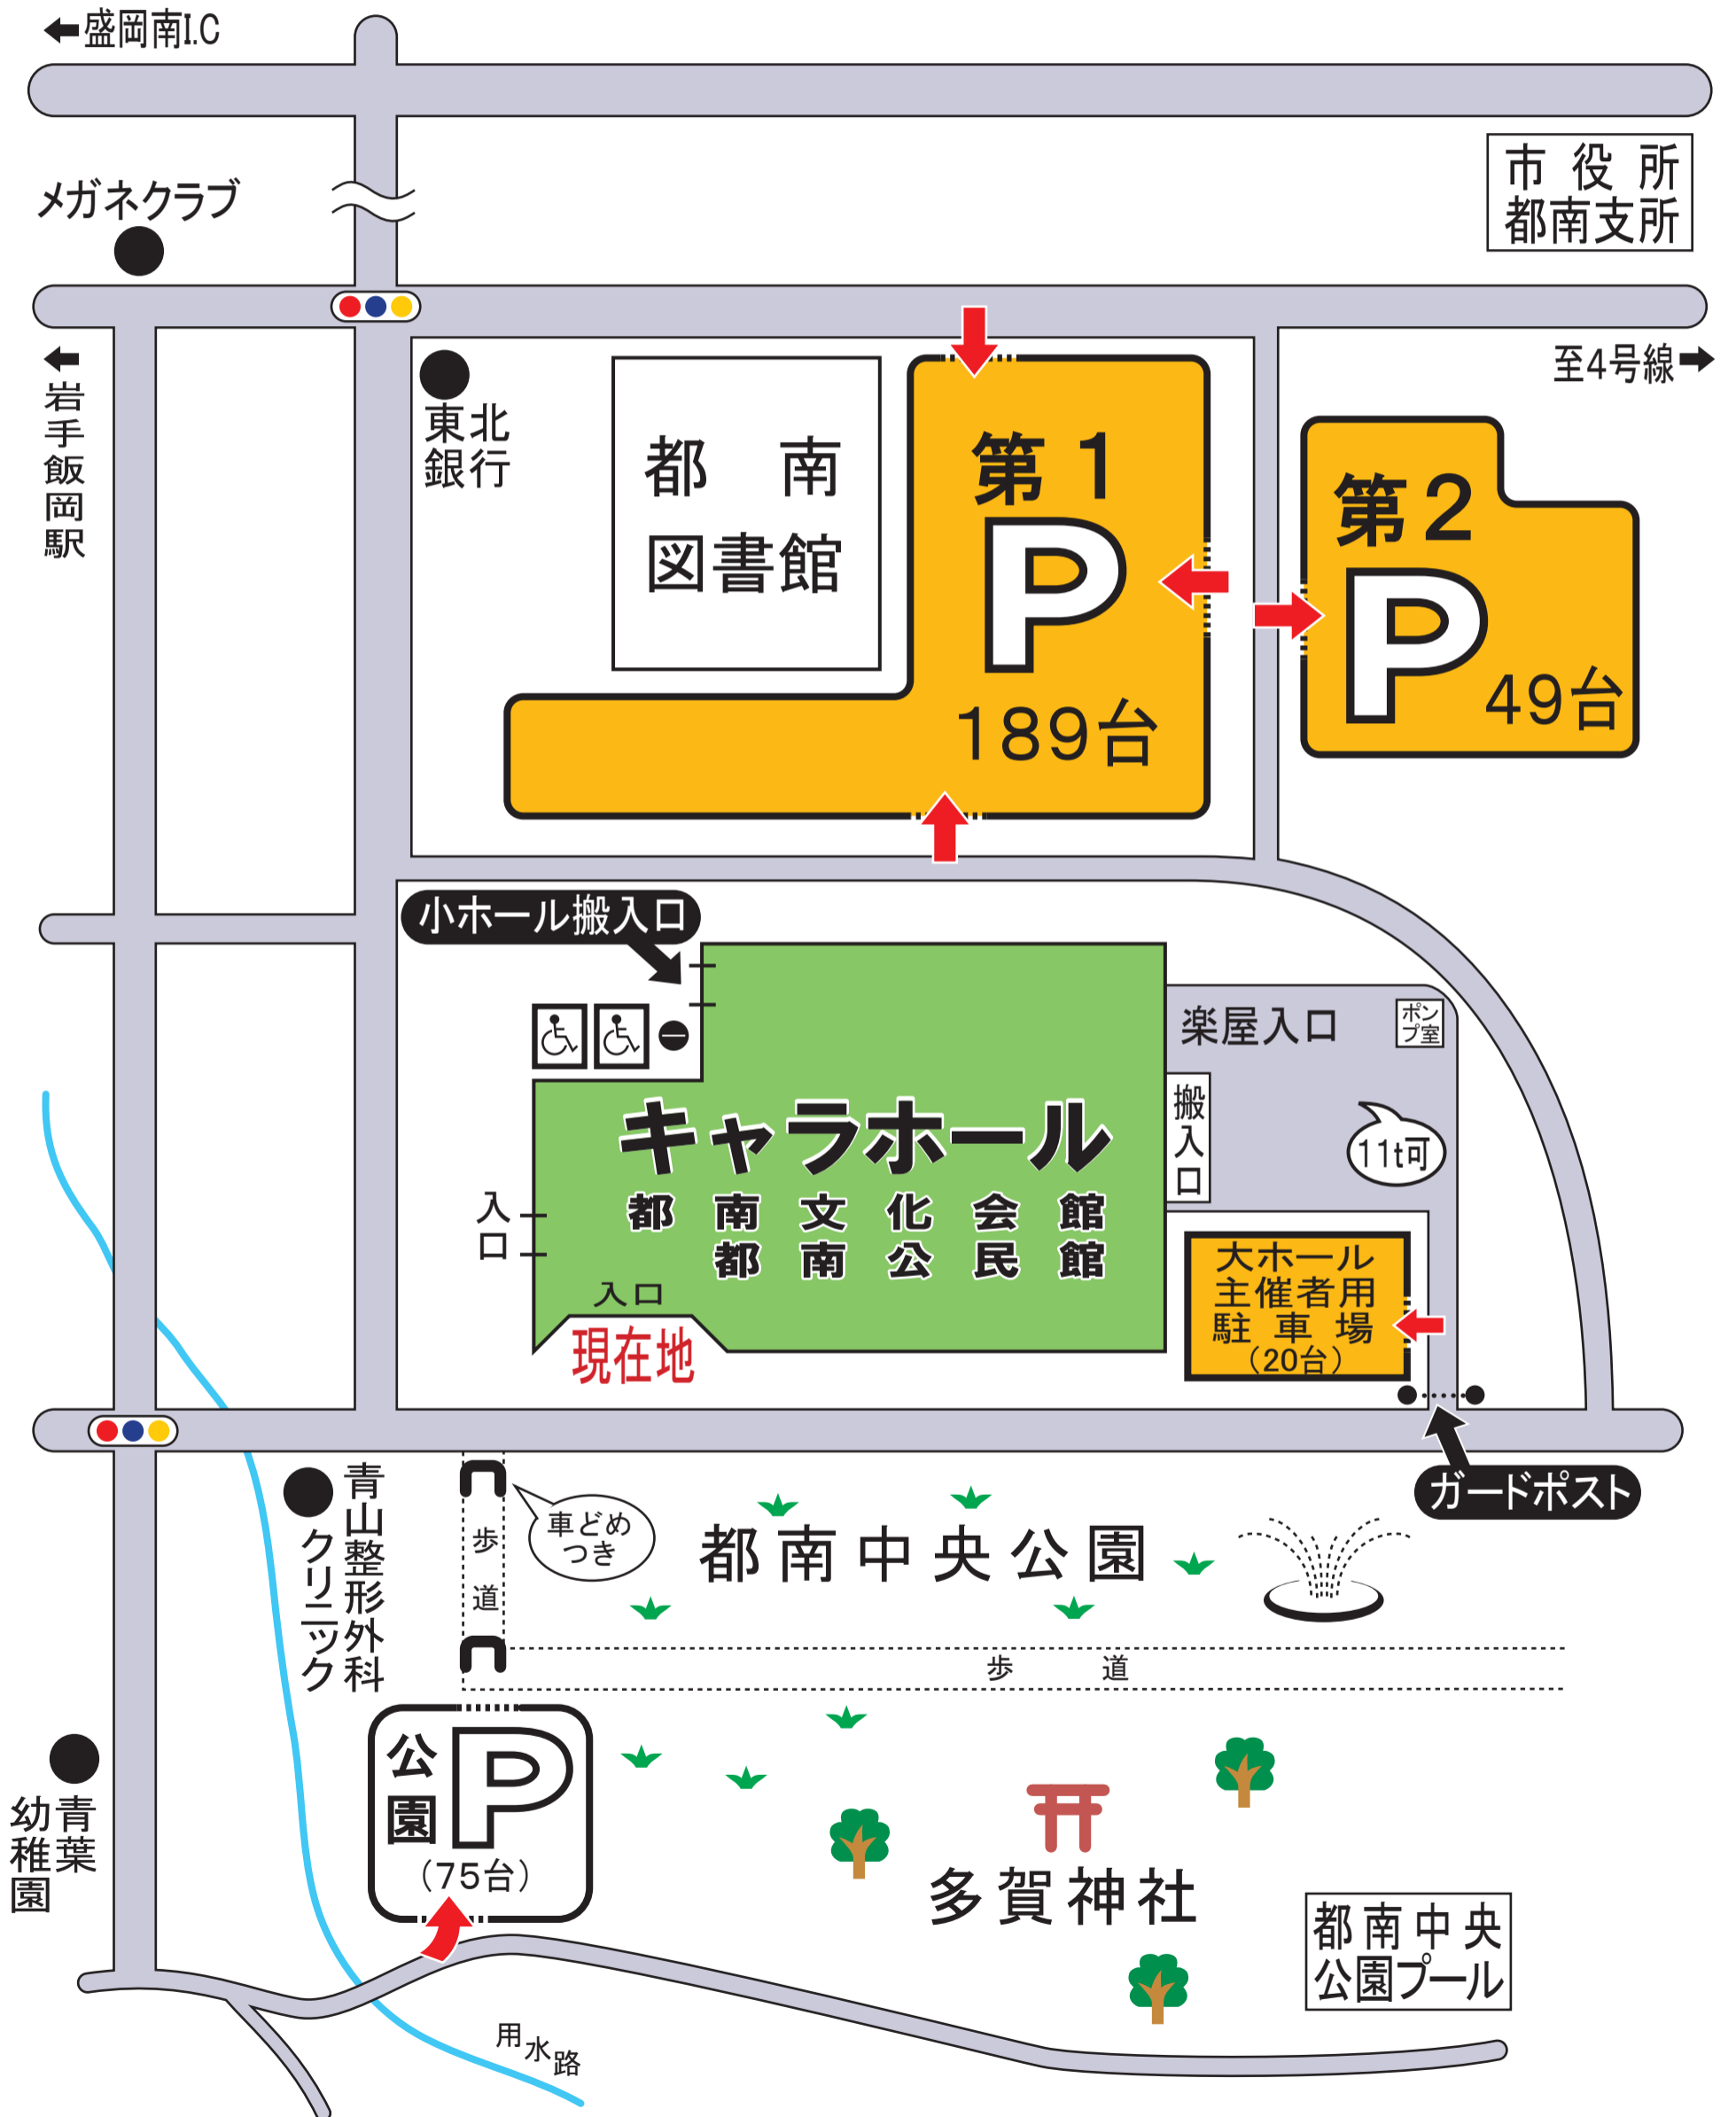 盛岡南I.C
市役所
都南支所
メガネクラブ
至4号線
岩手飯岡駅
東北
銀行
都南
図書館
第1
P
189台
第2
P
49台
小ホール搬入口
楽屋入口
ポン
プ室
搬入口
11t可
キャラホール
都南文化会館
都南公民館
入口
入口
現在地
大ホール
主催者用
駐車場
（20台）
ガードポスト
青山整形外科
クリニック
歩道
車どめ
つき
都南中央公園
歩道
公園
P
（75台）
青葉
幼稚園
多賀神社
都南中央
公園プール
用水路